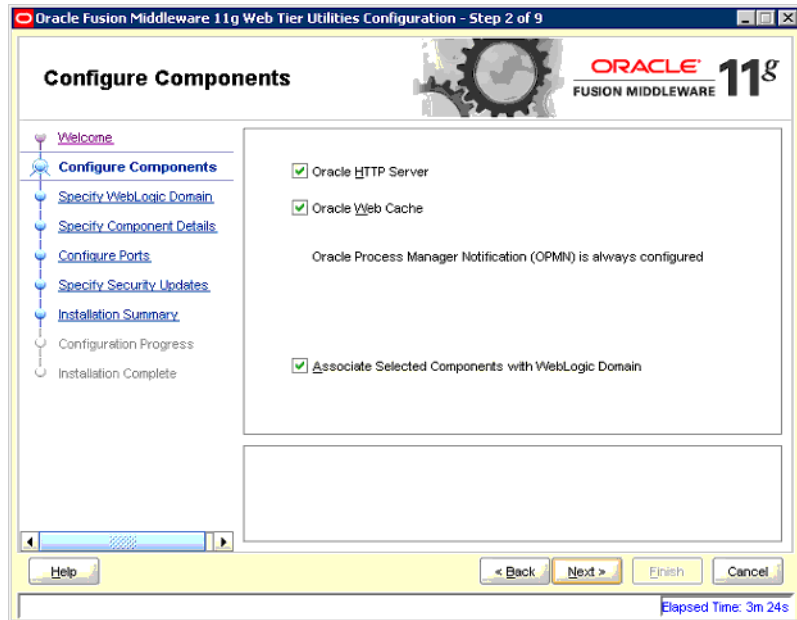 Oracle Fusion Middleware 11g Web Tier Utilities Configuration - Step 2 of 9
Configure Components
ORACLE
FUSION MIDDLEWARE
11g
Welcome
Configure Components
Specify WebLogic Domain
Specify Component Details
Configure Ports
Specify Security Updates
Installation Summary
Configuration Progress
Installation Complete
Oracle HTTP Server
Oracle Web Cache
Oracle Process Manager Notification (OPMN) is always configured
Associate Selected Components with WebLogic Domain
Help
< Back
Next >
Finish
Cancel
Elapsed Time: 3m 24s